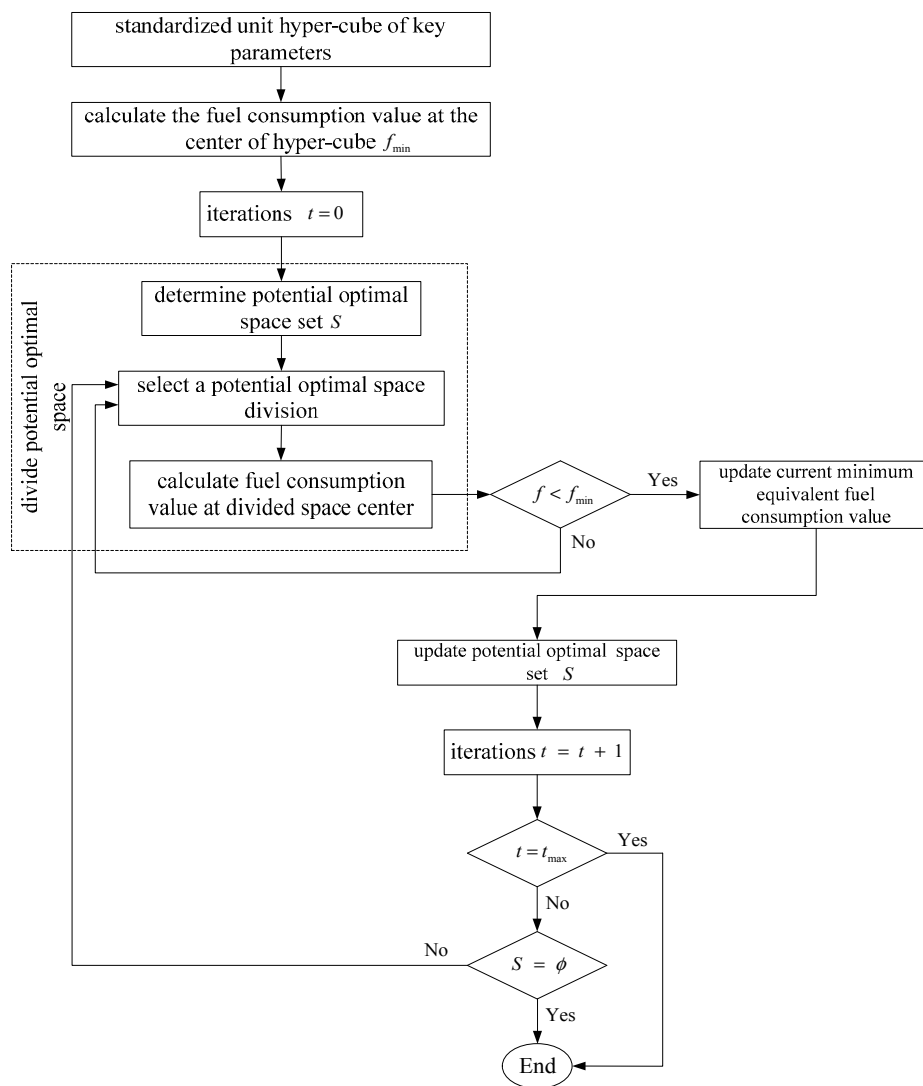 standardized unit hyper-cube of key
parameters
calculate the fuel consumption value at the
center of hyper-cube f_min
iterations t = 0
divide potential optimal
space
determine potential optimal
space set S
select a potential optimal space
division
calculate fuel consumption
value at divided space center
f < f_min
Yes
No
update current minimum
equivalent fuel
consumption value
update potential optimal space
set S
iterations t = t + 1
t = t_max
Yes
No
S = ϕ
No
Yes
End